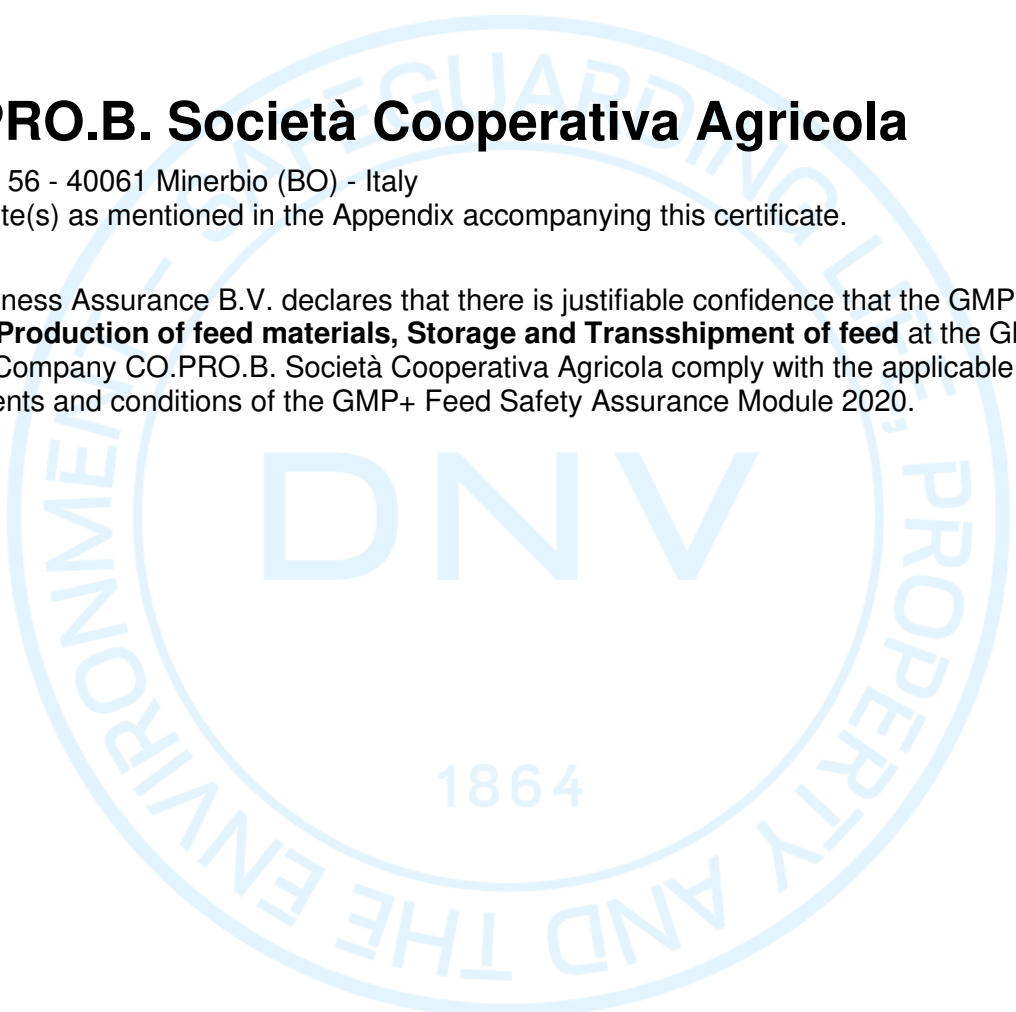 PRO.B. Società Cooperativa Agricola
56 - 40061 Minerbio (BO) - Italy
te(s) as mentioned in the Appendix accompanying this certificate.
ness Assurance B.V. declares that there is justifiable confidence that the GMP
Production of feed materials, Storage and Transshipment of feed at the
Company CO.PRO.B. Società Cooperativa Agricola comply with the applicable
ents and conditions of the GMP+ Feed Safety Assurance Module 2020.
SAFEGUARDING LIFE, PROPERTY AND THE ENVIRONMENT
DNV
1864